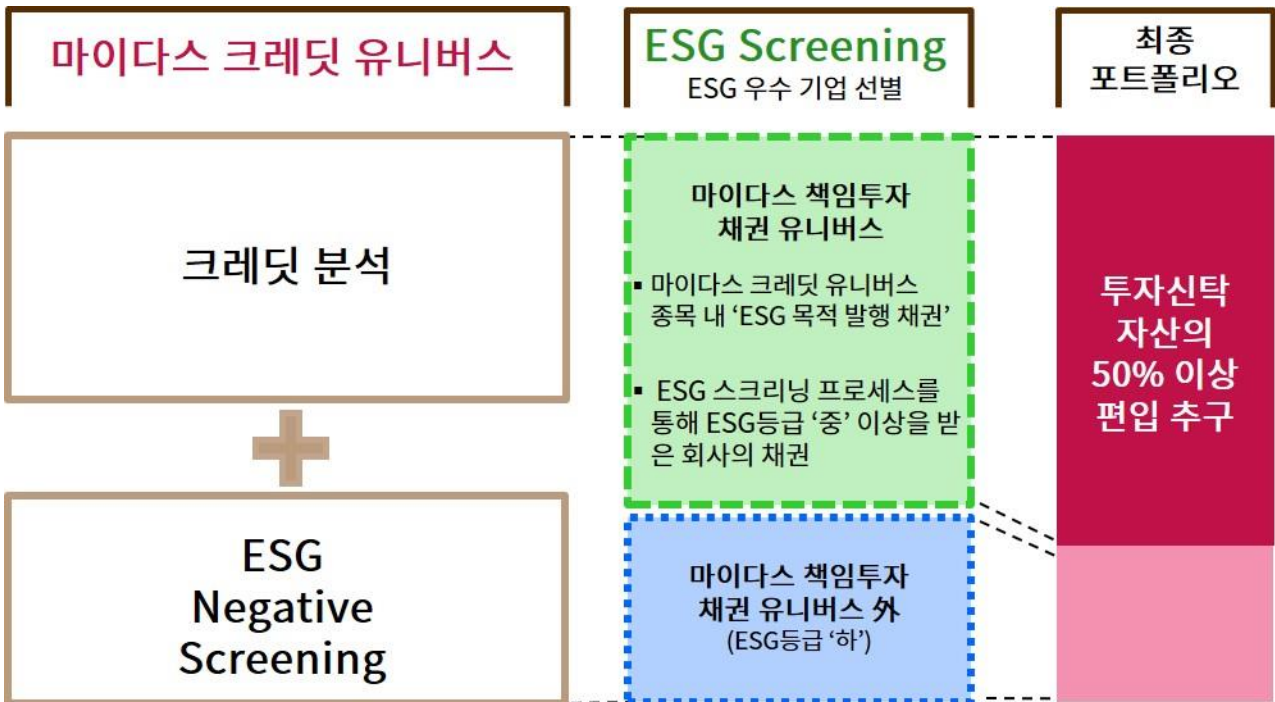 마이다스 크레딧 유니버스
ESG Screening
ESG 우수 기업 선별
최종
포트폴리오
크레딧 분석
ESG
Negative
Screening
마이다스 책임투자
채권 유니버스
▪ 마이다스 크레딧 유니버스
종목 내 ‘ESG 목적 발행 채권’
▪ ESG 스크리닝 프로세스를
통해 ESG등급 ‘중’ 이상을 받
은 회사의 채권
마이다스 책임투자
채권 유니버스 外
(ESG등급 ‘하’)
투자신탁
자산의
50% 이상
편입 추구